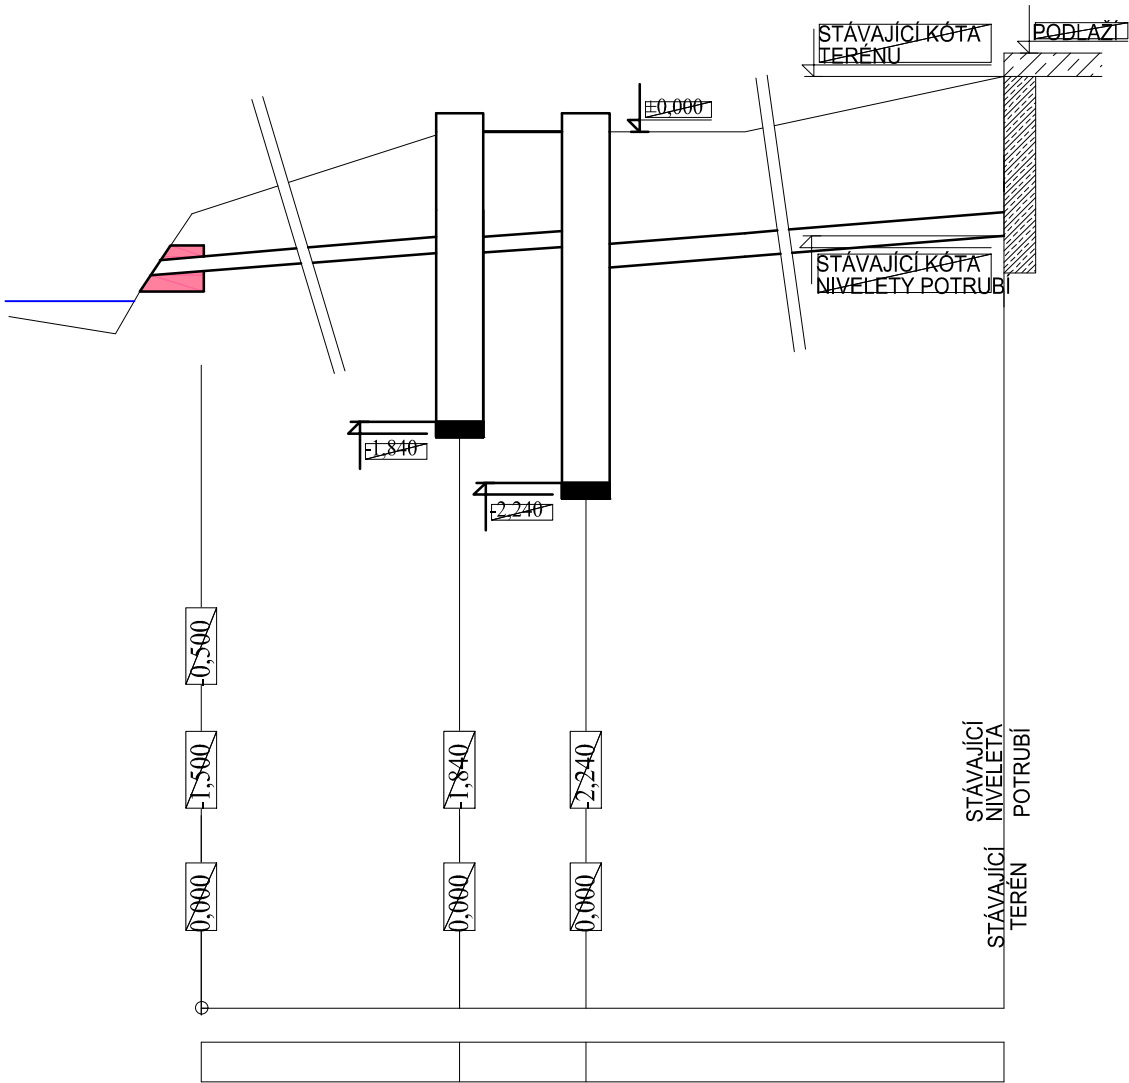 STÁVAJÍCÍ KÓTA
TERÉNU
PODLAŽÍ
±0,000
STÁVAJÍCÍ KÓTA
NIVELETY POTRUBÍ
-1,840
-2,240
-0,500
-1,500
-1,840
-2,240
STÁVAJÍCÍ
NIVELETA
POTRUBÍ
0,000
0,000
0,000
STÁVAJÍCÍ
TERÉN